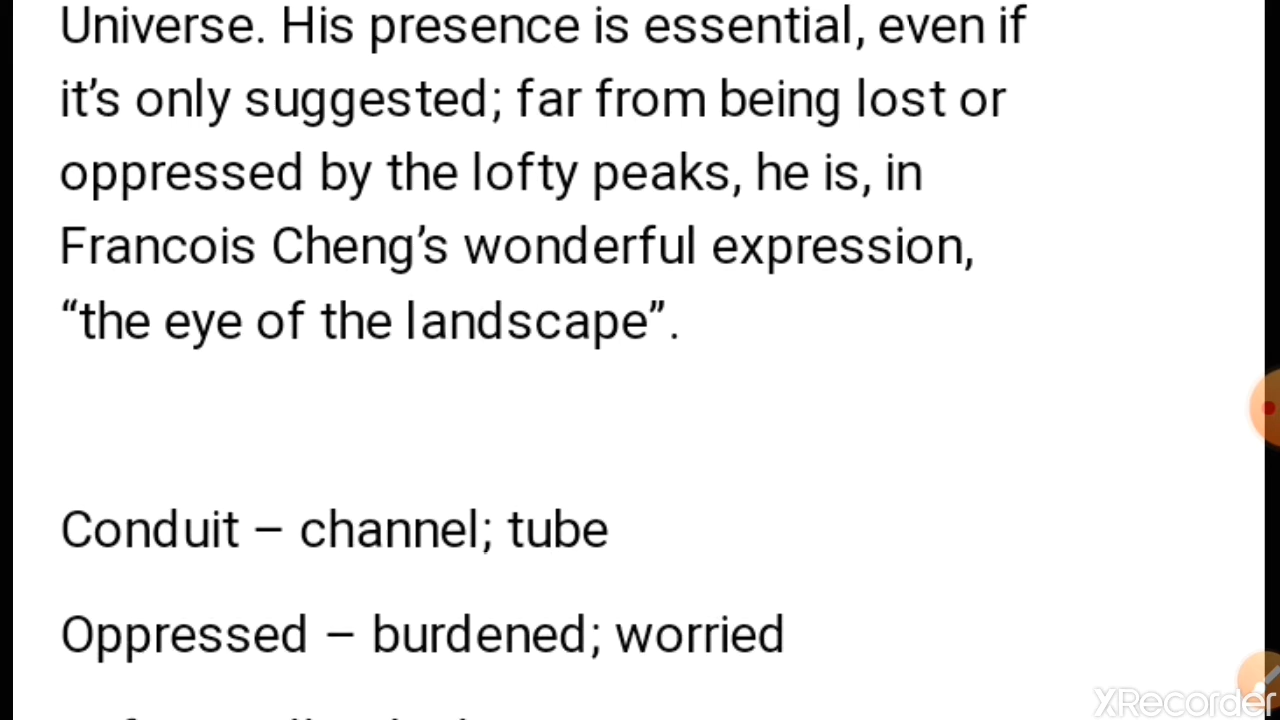 Universe. His presence is essential, even if
it’s only suggested; far from being lost or
oppressed by the lofty peaks, he is, in
Francois Cheng’s wonderful expression,
“the eye of the landscape”.
Conduit – channel; tube
Oppressed – burdened; worried
XRecorder